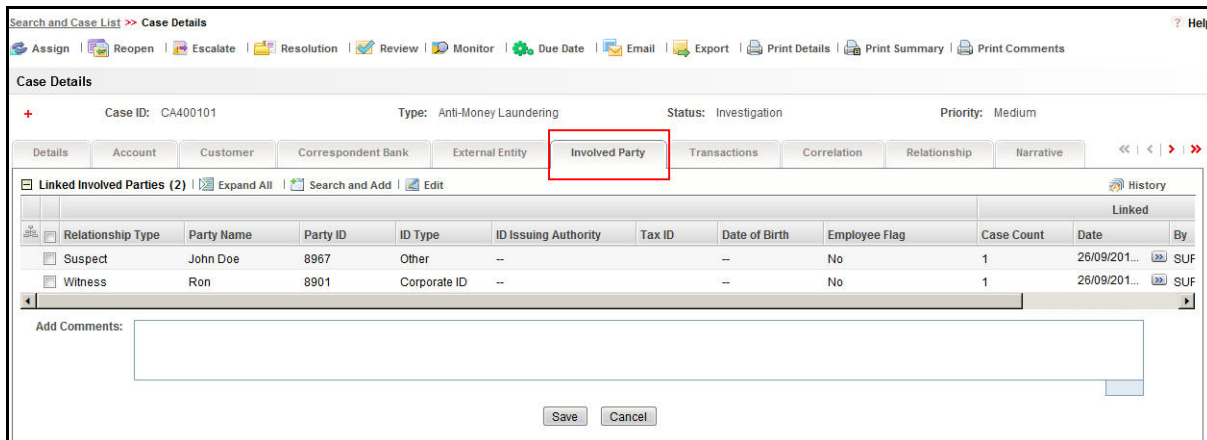 Search and Case List >> Case Details ? Help
Assign | Reopen | Escalate | Resolution | Review | Monitor | Due Date | Email | Export | Print Details | Print Summary | Print Comments
Case Details
+ Case ID: CA400101 Type: Anti-Money Laundering Status: Investigation Priority: Medium
Details Account Customer Correspondent Bank External Entity Involved Party Transactions Correlation Relationship Narrative
Linked Involved Parties (2) | Expand All | Search and Add | Edit History
Linked
Relationship Type Party Name Party ID ID Type ID Issuing Authority Tax ID Date of Birth Employee Flag Case Count Date By
Suspect John Doe 8967 Other -- -- No 1 26/09/201... SUF
Witness Ron 8901 Corporate ID -- -- No 1 26/09/201... SUF
Add Comments:
Save Cancel